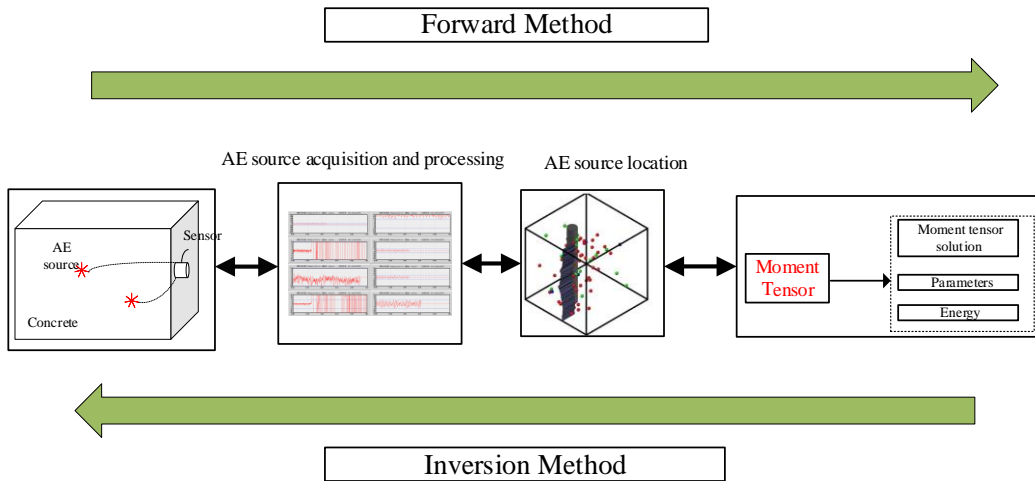 Forward Method
AE source acquisition and processing
AE source location
AE
source
Sensor
Concrete
Moment
Tensor
Moment tensor
solution
Parameters
Energy
Inversion Method